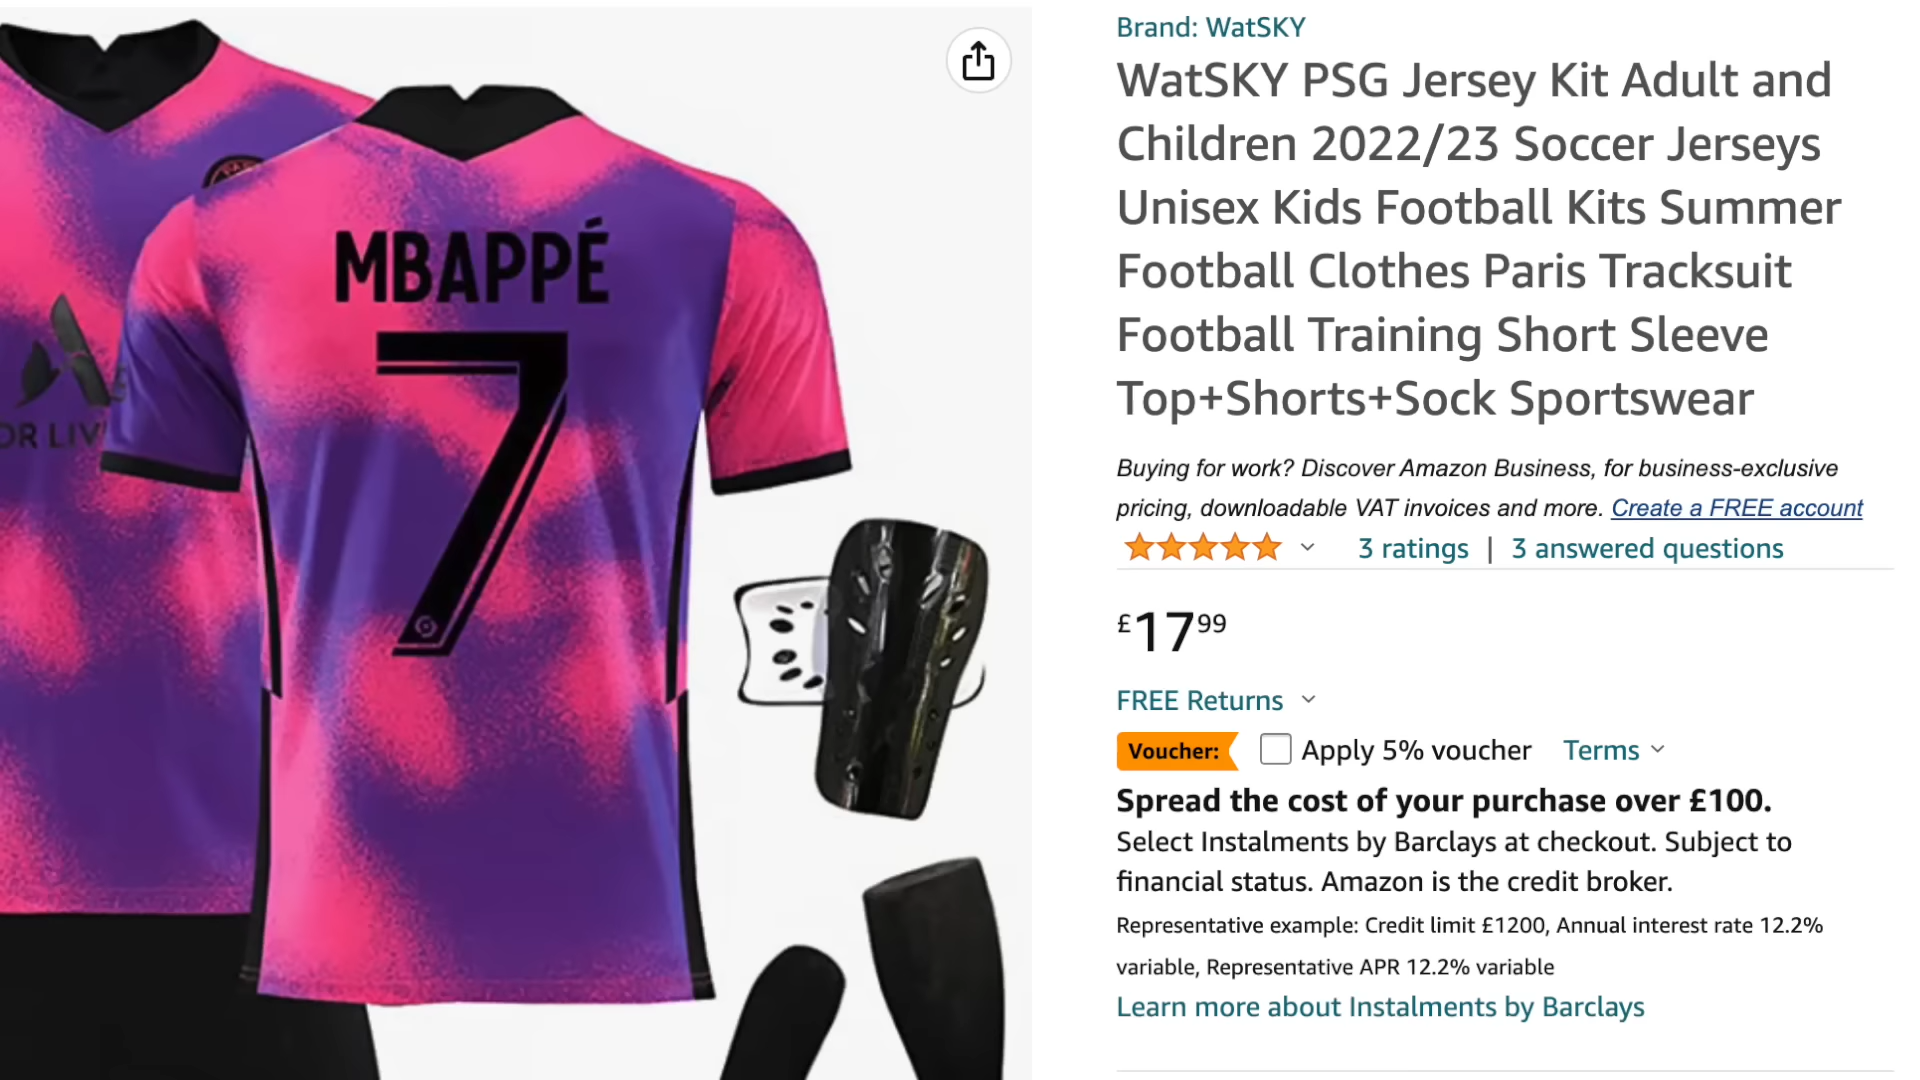 MBAPPÉ
7
OR LIV
Brand: WatSKY
WatSKY PSG Jersey Kit Adult and
Children 2022/23 Soccer Jerseys
Unisex Kids Football Kits Summer
Football Clothes Paris Tracksuit
Football Training Short Sleeve
Top+Shorts+Sock Sportswear
Buying for work? Discover Amazon Business, for business-exclusive
pricing, downloadable VAT invoices and more. Create a FREE account
3 ratings | 3 answered questions
£1799
FREE Returns
Voucher: Apply 5% voucher Terms
Spread the cost of your purchase over £100.
Select Instalments by Barclays at checkout. Subject to
financial status. Amazon is the credit broker.
Representative example: Credit limit £1200, Annual interest rate 12.2%
variable, Representative APR 12.2% variable
Learn more about Instalments by Barclays